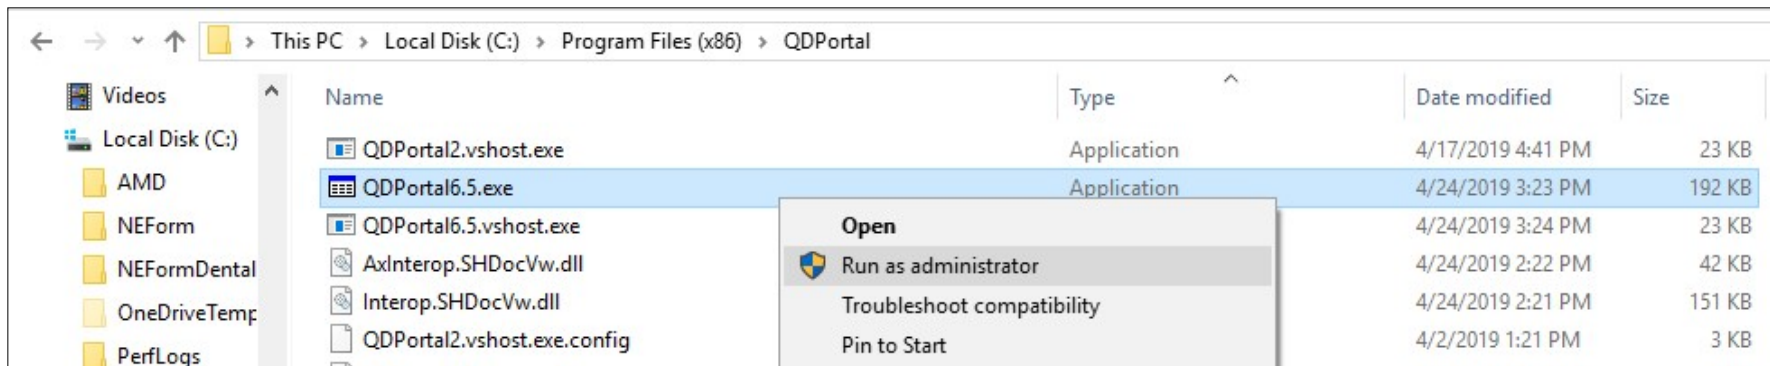 This PC > Local Disk (C:) > Program Files (x86) > QDPortal
Videos
Local Disk (C:)
AMD
NEForm
NEFormDental
OneDriveTemp
PerfLogs
Name Type Date modified Size
QDPortal2.vshost.exe Application 4/17/2019 4:41 PM 23 KB
QDPortal6.5.exe Application 4/24/2019 3:23 PM 192 KB
QDPortal6.5.vshost.exe 4/24/2019 3:24 PM 23 KB
AxInterop.SHDocVw.dll 4/24/2019 2:22 PM 42 KB
Interop.SHDocVw.dll 4/24/2019 2:21 PM 151 KB
QDPortal2.vshost.exe.config 4/2/2019 1:21 PM 3 KB
Open
Run as administrator
Troubleshoot compatibility
Pin to Start